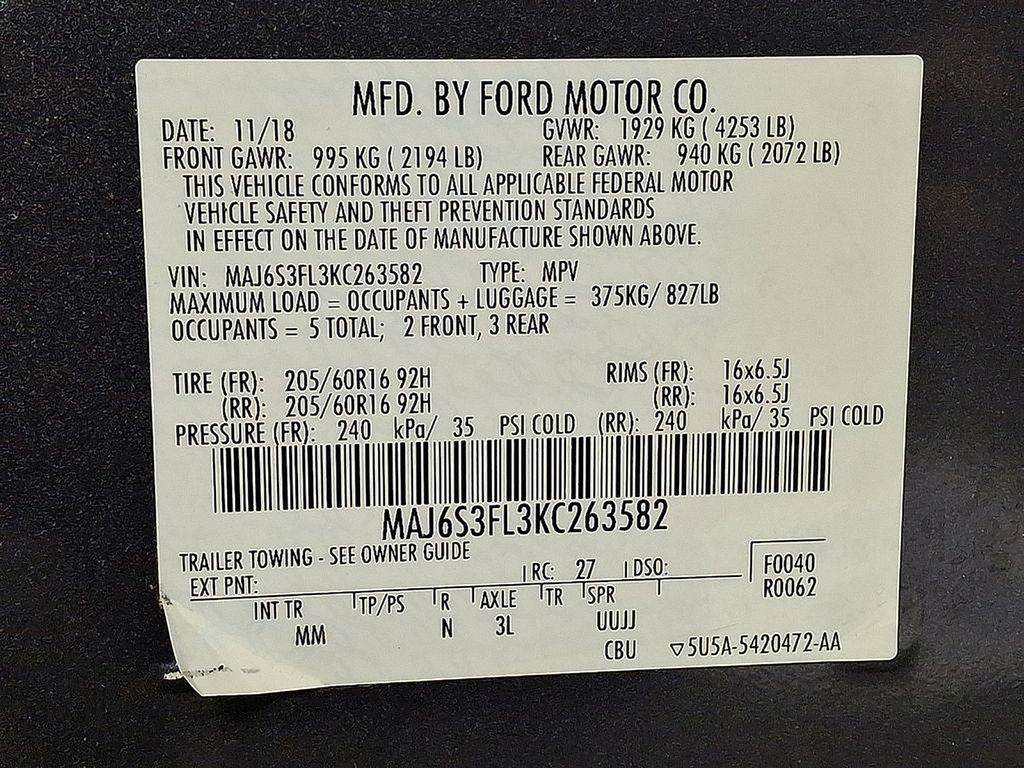 MFD. BY FORD MOTOR CO.
DATE: 11/18 GVWR: 1929 KG ( 4253 LB)
FRONT GAWR: 995 KG ( 2194 LB) REAR GAWR: 940 KG ( 2072 LB)
THIS VEHICLE CONFORMS TO ALL APPLICABLE FEDERAL MOTOR
VEHICLE SAFETY AND THEFT PREVENTION STANDARDS
IN EFFECT ON THE DATE OF MANUFACTURE SHOWN ABOVE.
VIN: MAJ6S3FL3KC263582 TYPE: MPV
MAXIMUM LOAD = OCCUPANTS + LUGGAGE = 375KG/ 827LB
OCCUPANTS = 5 TOTAL; 2 FRONT, 3 REAR
TIRE (FR): 205/60R16 92H RIMS (FR): 16x6.5J
(RR): 205/60R16 92H (RR): 16x6.5J
PRESSURE (FR): 240 kPa/ 35 PSI COLD (RR): 240 kPa/ 35 PSI COLD
MAJ6S3FL3KC263582
TRAILER TOWING - SEE OWNER GUIDE
EXT PNT: RC: 27 DSO: F0040
R0062
INT TR TP/PS R AXLE TR SPR
MM N 3L UUJJ
CBU ▽5U5A-5420472-AA